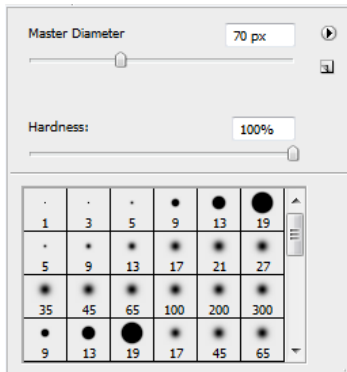 Master Diameter 70 px
Hardness: 100%
1 3 5 9 13 19
5 9 13 17 21 27
35 45 65 100 200 300
9 13 19 17 45 65